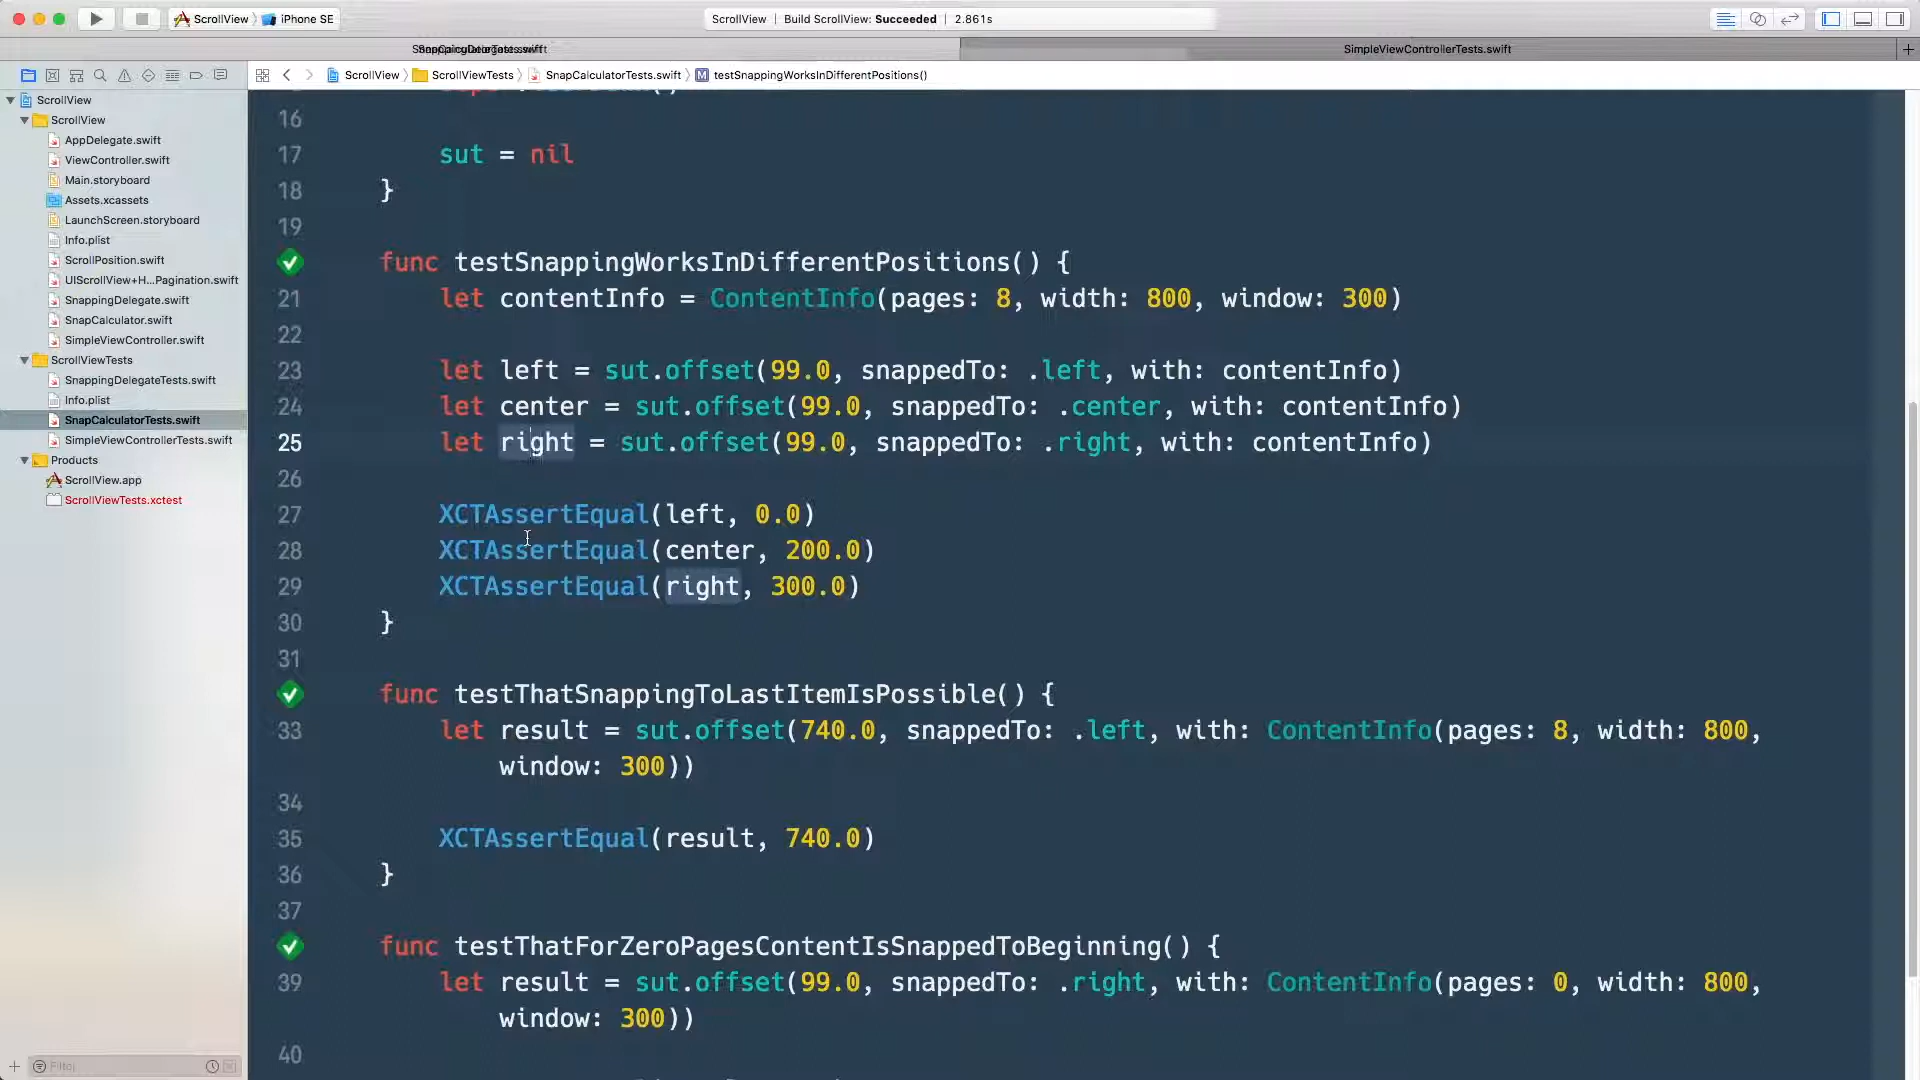 ScrollView
iPhone SE
ScrollView | Build ScrollView: Succeeded | 2.861s
SimpleViewControllerTests.swift
ScrollView
ScrollViewTests
SnapCalculatorTests.swift
M testSnappingWorksInDifferentPositions()
ScrollView
ScrollView
AppDelegate.swift
ViewController.swift
Main.storyboard
Assets.xcassets
LaunchScreen.storyboard
Info.plist
ScrollPosition.swift
UIScrollView+H...Pagination.swift
SnappingDelegate.swift
SnapCalculator.swift
SimpleViewController.swift
ScrollViewTests
SnappingDelegateTests.swift
Info.plist
SnapCalculatorTests.swift
SimpleViewControllerTests.swift
Products
ScrollView.app
ScrollViewTests.xctest
Filter
16
17 sut = nil
18 }
19
func testSnappingWorksInDifferentPositions() {
21 let contentInfo = ContentInfo(pages: 8, width: 800, window: 300)
22
23 let left = sut.offset(99.0, snappedTo: .left, with: contentInfo)
24 let center = sut.offset(99.0, snappedTo: .center, with: contentInfo)
25 let right = sut.offset(99.0, snappedTo: .right, with: contentInfo)
26
27 XCTAssertEqual(left, 0.0)
28 XCTAssertEqual(center, 200.0)
29 XCTAssertEqual(right, 300.0)
30 }
31
func testThatSnappingToLastItemIsPossible() {
33 let result = sut.offset(740.0, snappedTo: .left, with: ContentInfo(pages: 8, width: 800,
window: 300))
34
35 XCTAssertEqual(result, 740.0)
36 }
37
func testThatForZeroPagesContentIsSnappedToBeginning() {
39 let result = sut.offset(99.0, snappedTo: .right, with: ContentInfo(pages: 0, width: 800,
window: 300))
40